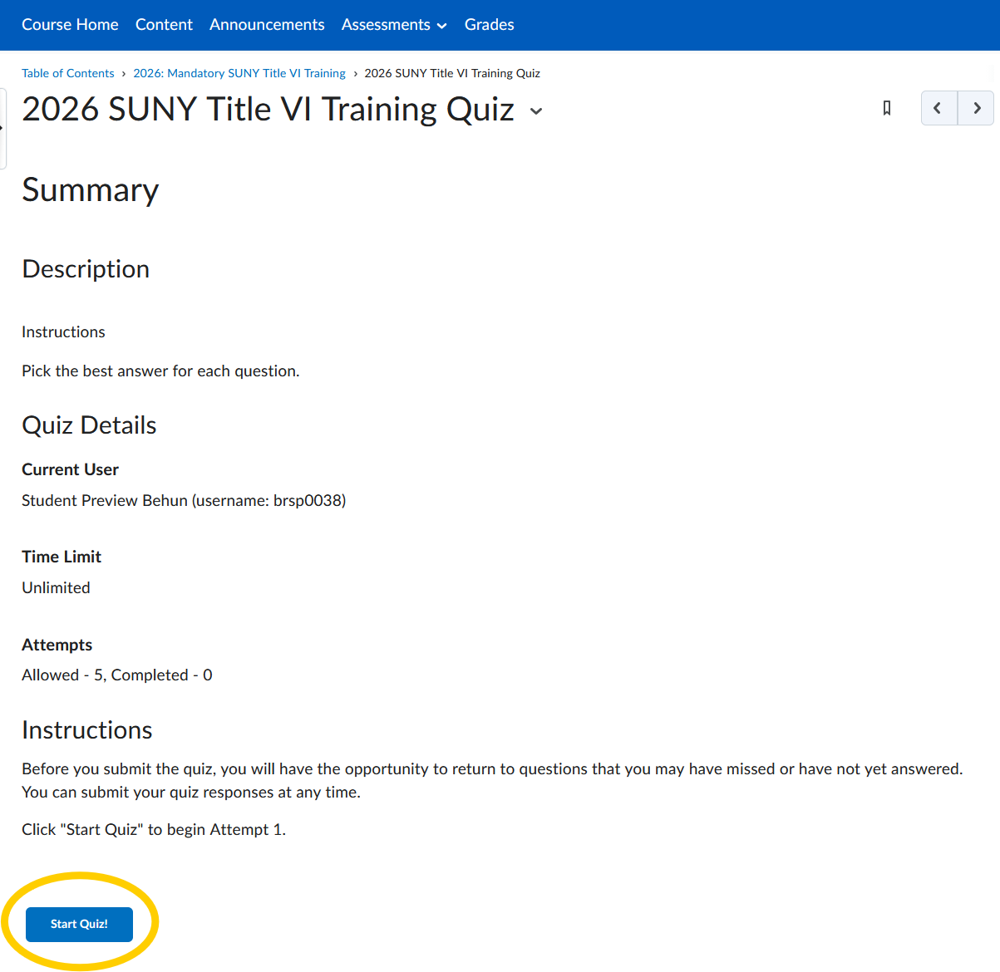 Course Home Content Announcements Assessments Grades
Table of Contents › 2026: Mandatory SUNY Title VI Training › 2026 SUNY Title VI Training Quiz
2026 SUNY Title VI Training Quiz
Summary
Description
Instructions
Pick the best answer for each question.
Quiz Details
Current User
Student Preview Behun (username: brsp0038)
Time Limit
Unlimited
Attempts
Allowed - 5, Completed - 0
Instructions
Before you submit the quiz, you will have the opportunity to return to questions that you may have missed or have not yet answered.
You can submit your quiz responses at any time.
Click "Start Quiz" to begin Attempt 1.
Start Quiz!